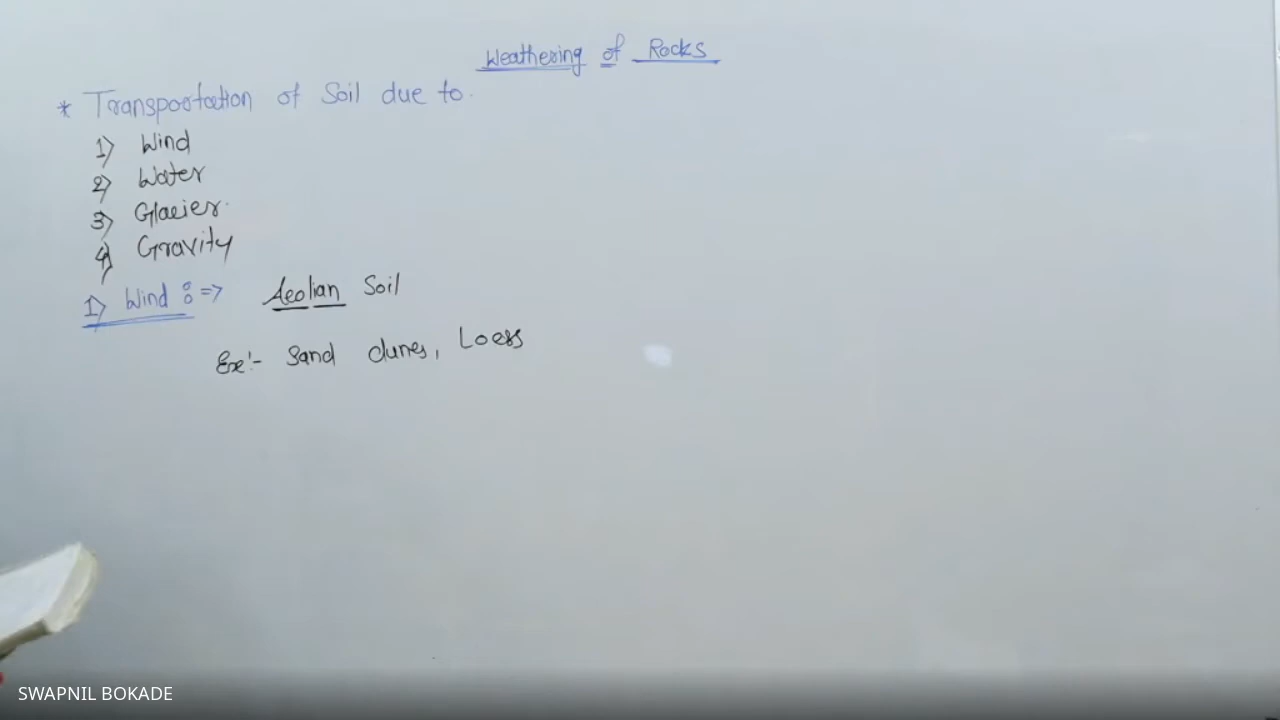 Weathering of Rocks
* Transportation of Soil due to.
1) Wind
2) Water
3) Glacier.
4) Gravity
1) Wind : => Aeolian Soil
Ex:- Sand dunes, Loess
SWAPNIL BOKADE